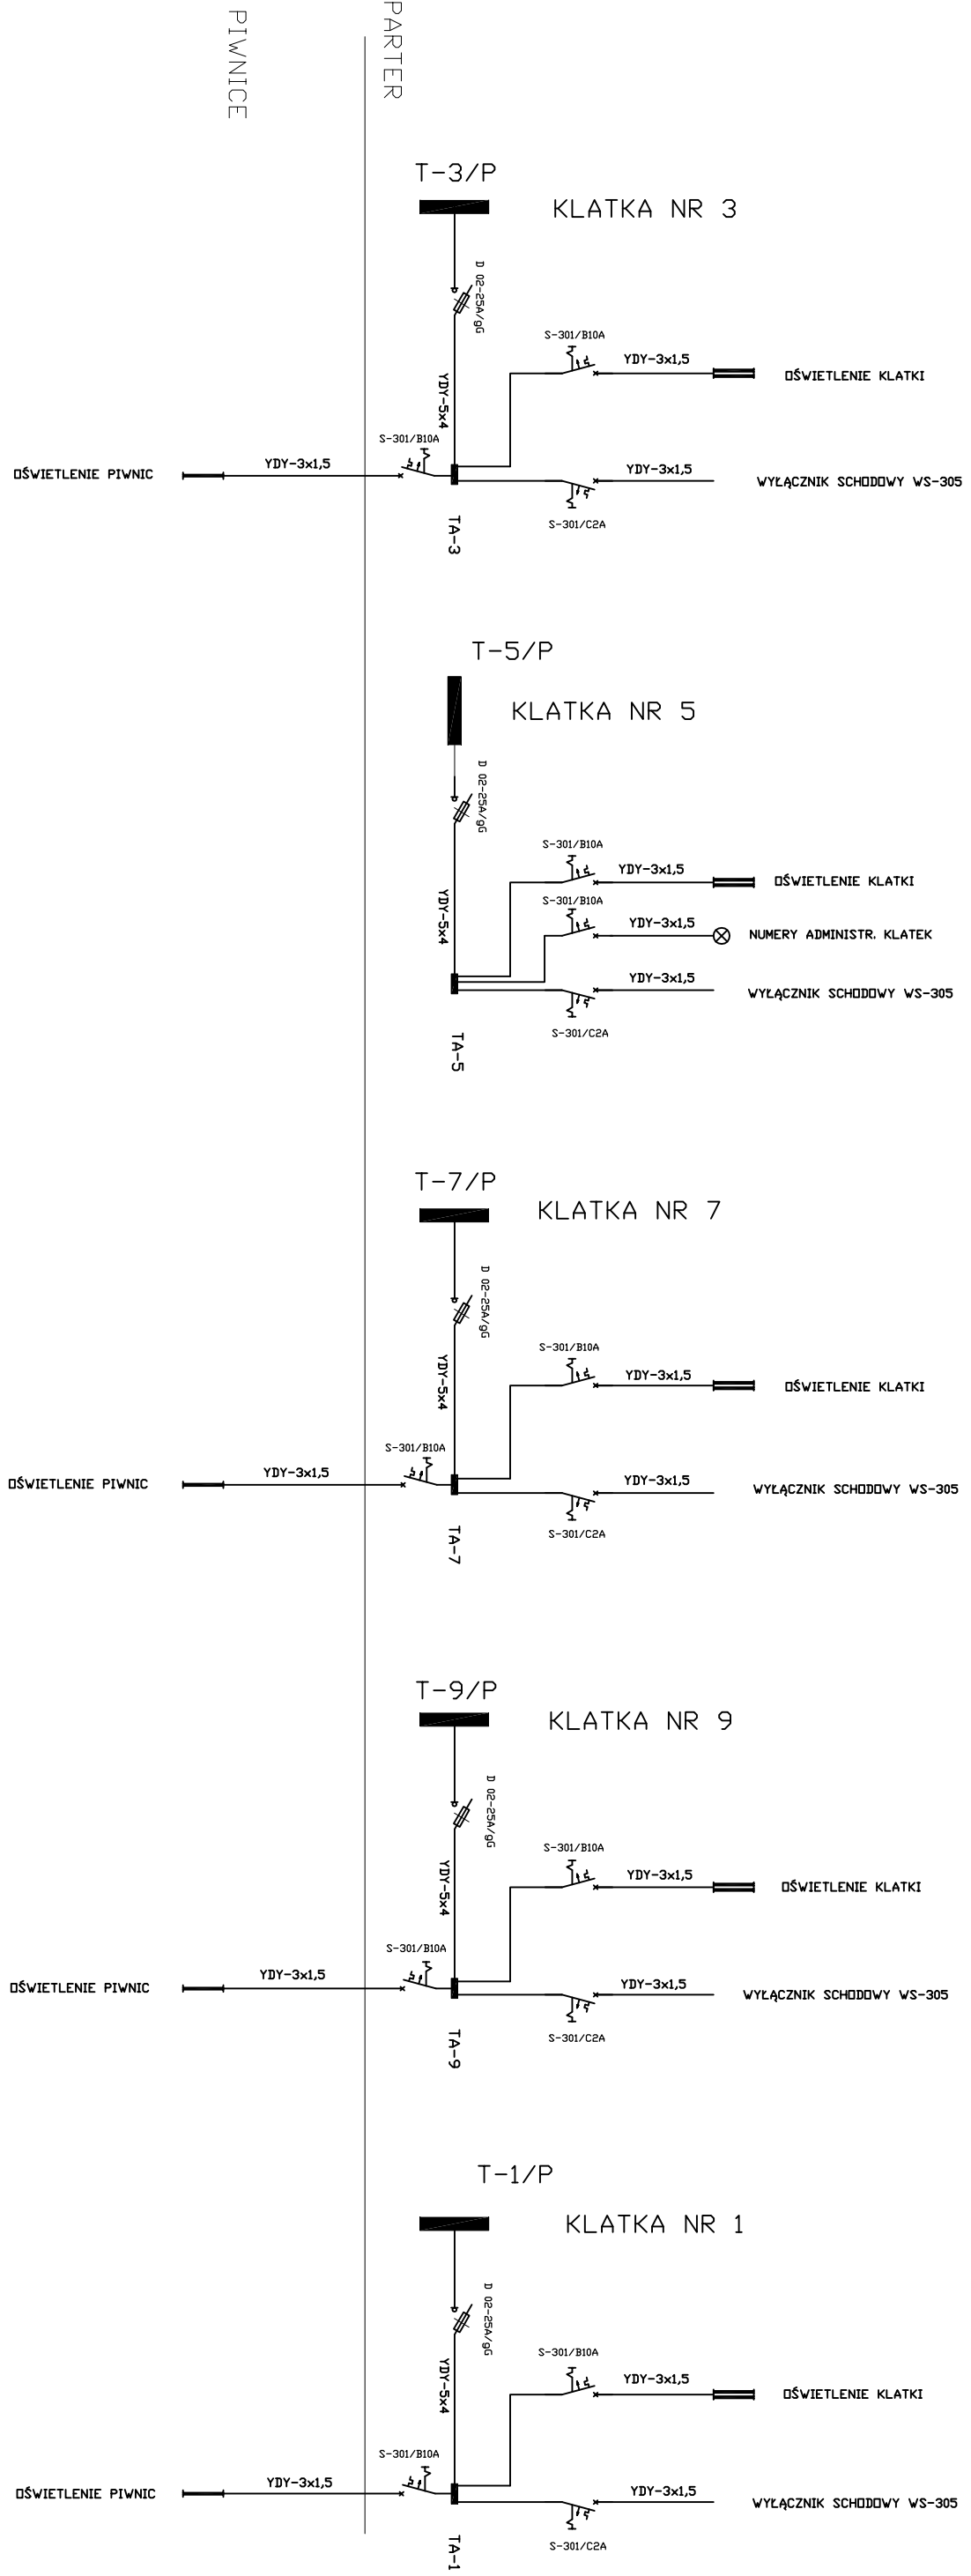 PIWNICE
PARTER
T-3/P
KLATKA NR 3
D 02-25A/gG
S-301/B10A
YDY-3x1,5
OŚWIETLENIE KLATKI
YDY-5x4
S-301/B10A
OŚWIETLENIE PIWNIC
YDY-3x1,5
YDY-3x1,5
WYŁĄCZNIK SCHODOWY WS-305
S-301/C2A
TA-3
T-5/P
KLATKA NR 5
D 02-25A/gG
S-301/B10A
YDY-3x1,5
OŚWIETLENIE KLATKI
S-301/B10A
YDY-5x4
YDY-3x1,5
NUMERY ADMINISTR. KLATEK
YDY-3x1,5
WYŁĄCZNIK SCHODOWY WS-305
S-301/C2A
TA-5
T-7/P
KLATKA NR 7
D 02-25A/gG
S-301/B10A
YDY-3x1,5
OŚWIETLENIE KLATKI
YDY-5x4
S-301/B10A
OŚWIETLENIE PIWNIC
YDY-3x1,5
YDY-3x1,5
WYŁĄCZNIK SCHODOWY WS-305
S-301/C2A
TA-7
T-9/P
KLATKA NR 9
D 02-25A/gG
S-301/B10A
YDY-3x1,5
OŚWIETLENIE KLATKI
YDY-5x4
S-301/B10A
OŚWIETLENIE PIWNIC
YDY-3x1,5
YDY-3x1,5
WYŁĄCZNIK SCHODOWY WS-305
S-301/C2A
TA-9
T-1/P
KLATKA NR 1
D 02-25A/gG
S-301/B10A
YDY-3x1,5
OŚWIETLENIE KLATKI
YDY-5x4
S-301/B10A
OŚWIETLENIE PIWNIC
YDY-3x1,5
YDY-3x1,5
WYŁĄCZNIK SCHODOWY WS-305
S-301/C2A
TA-1